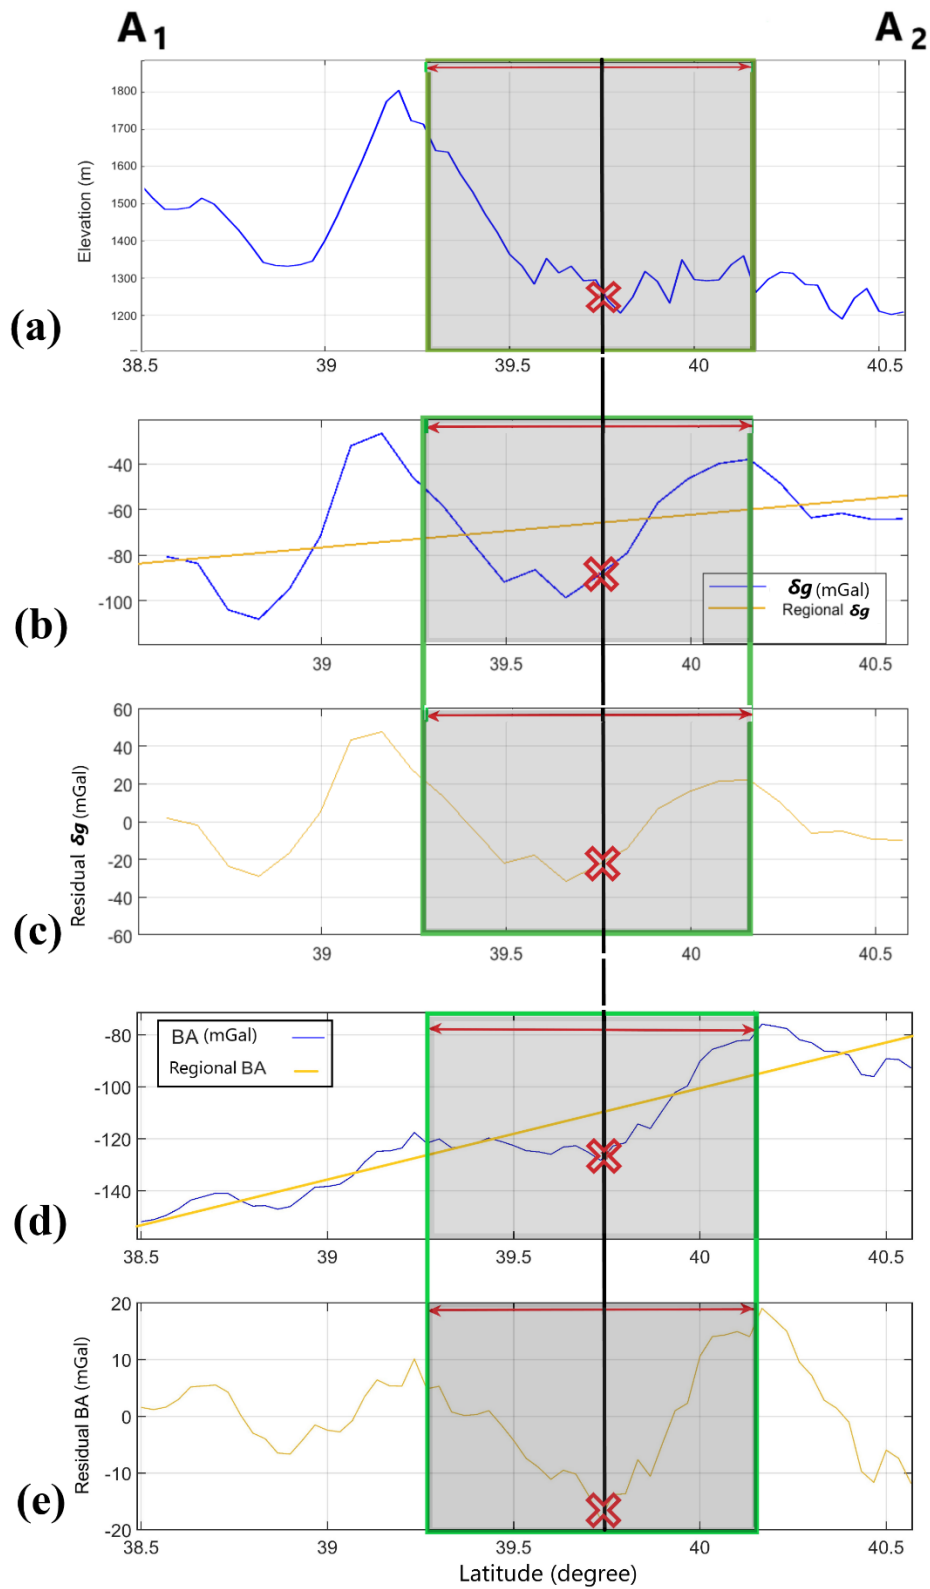 A1 A2
1800
1700
1600
1500
1400
1300
1200
Elevation (m)
(a)
38.5 39 39.5 40 40.5
-40
-60
-80
-100
(b)
δg (mGal)
Regional δg
39 39.5 40 40.5
60
40
20
0
-20
-40
-60
Residual δg (mGal)
(c)
39 39.5 40 40.5
BA (mGal)
Regional BA
-80
-100
-120
-140
(d)
38.5 39 39.5 40 40.5
20
10
0
-10
-20
Residual BA (mGal)
(e)
38.5 39 39.5 40 40.5
Latitude (degree)